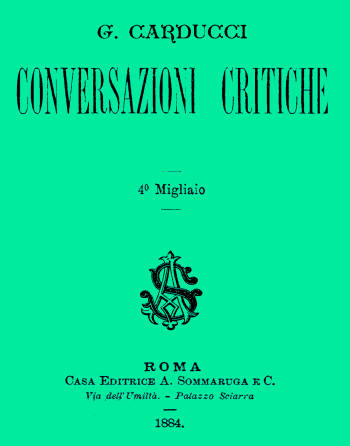 G. CARDUCCI
CONVERSAZIONI CRITICHE
4º Migliaio
ROMA
CASA EDITRICE A. SOMMARUGA E C.
Via dell'Umiltà. - Palazzo Sciarra
1884.